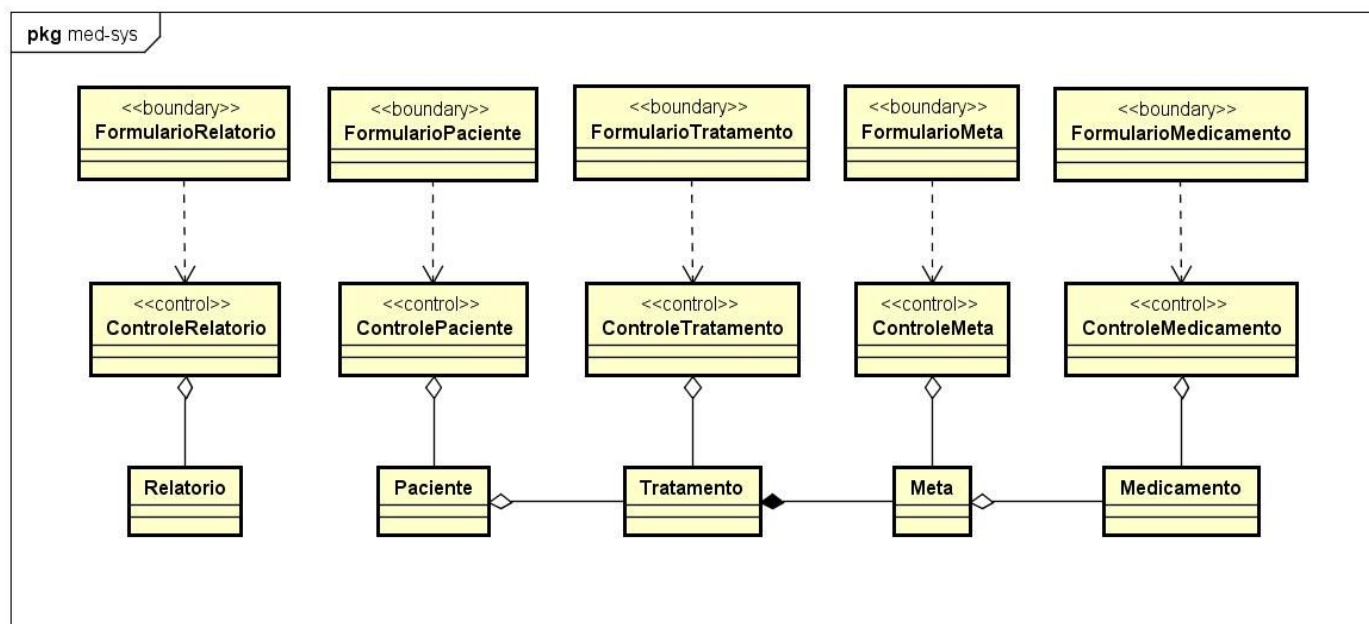 pkg med-sys
<<boundary>>
FormularioRelatorio
<<boundary>>
FormularioPaciente
<<boundary>>
FormularioTratamento
<<boundary>>
FormularioMeta
<<boundary>>
FormularioMedicamento
<<control>>
ControleRelatorio
<<control>>
ControlePaciente
<<control>>
ControleTratamento
<<control>>
ControleMeta
<<control>>
ControleMedicamento
Relatorio
Paciente
Tratamento
Meta
Medicamento